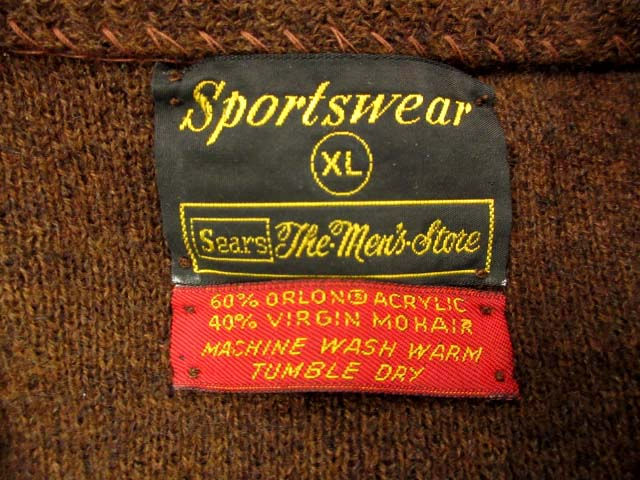 Sportswear
XL
Sears The Men's Store
60% ORLON® ACRYLIC
40% VIRGIN MOHAIR
MACHINE WASH WARM
TUMBLE DRY